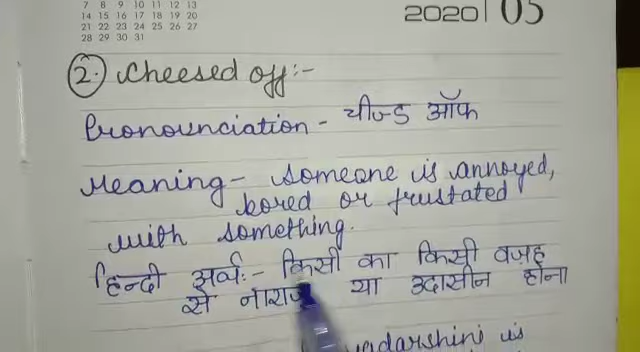 7 8 9 10 11 12 13
14 15 16 17 18 19 20
21 22 23 24 25 26 27
28 29 30 31
2020 05
2. Cheesed off:-
Pronounciation - चीज्ड ऑफ
Meaning - someone is annoyed,
bored or frustated
with something.
हिन्दी अर्थ:- किसी का किसी वज़ह
से नाराज़ या उदासीन होना
is